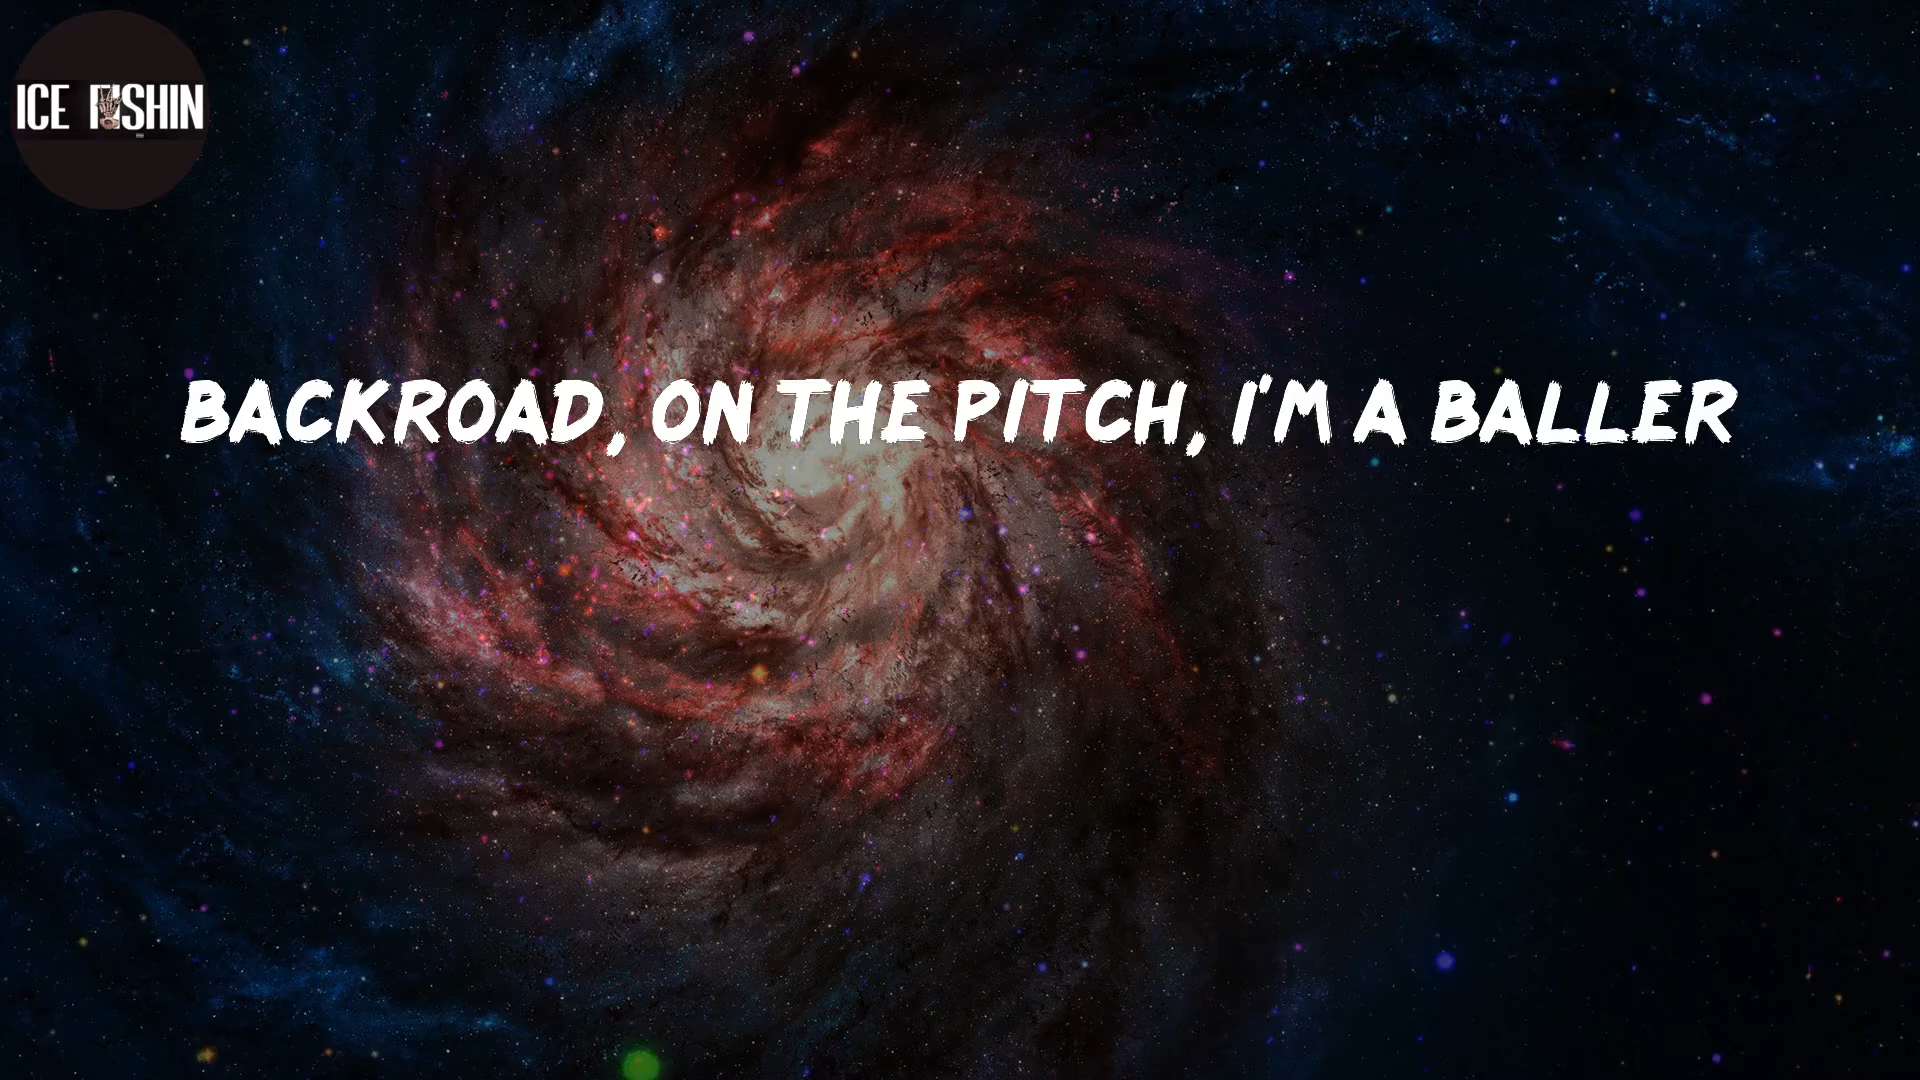 ICE FISHIN
BACKROAD, ON THE PITCH, I'M A BALLER